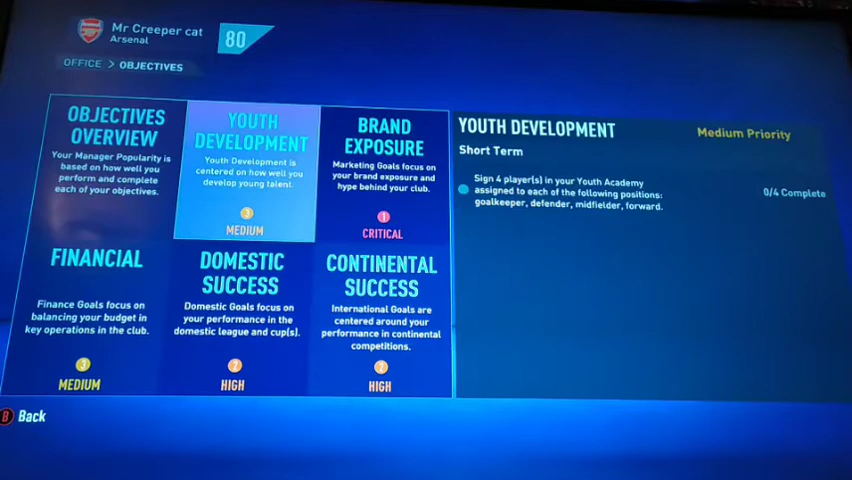 Mr Creeper cat
Arsenal
80
OFFICE > OBJECTIVES
OBJECTIVES
OVERVIEW
Your Manager Popularity is
based on how well you
perform and complete
each of your objectives.
YOUTH
DEVELOPMENT
Youth Development is
centered on how well you
develop young talent.
3
MEDIUM
BRAND
EXPOSURE
Marketing Goals focus on
your brand exposure and
hype behind your club.
1
CRITICAL
FINANCIAL
Finance Goals focus on
balancing your budget in
key operations in the club.
3
MEDIUM
DOMESTIC
SUCCESS
Domestic Goals focus on
your performance in the
domestic league and cup(s).
2
HIGH
CONTINENTAL
SUCCESS
International Goals are
centered around your
performance in continental
competitions.
2
HIGH
YOUTH DEVELOPMENT
Medium Priority
Short Term
Sign 4 player(s) in your Youth Academy
assigned to each of the following positions:
goalkeeper, defender, midfielder, forward.
0/4 Complete
B Back